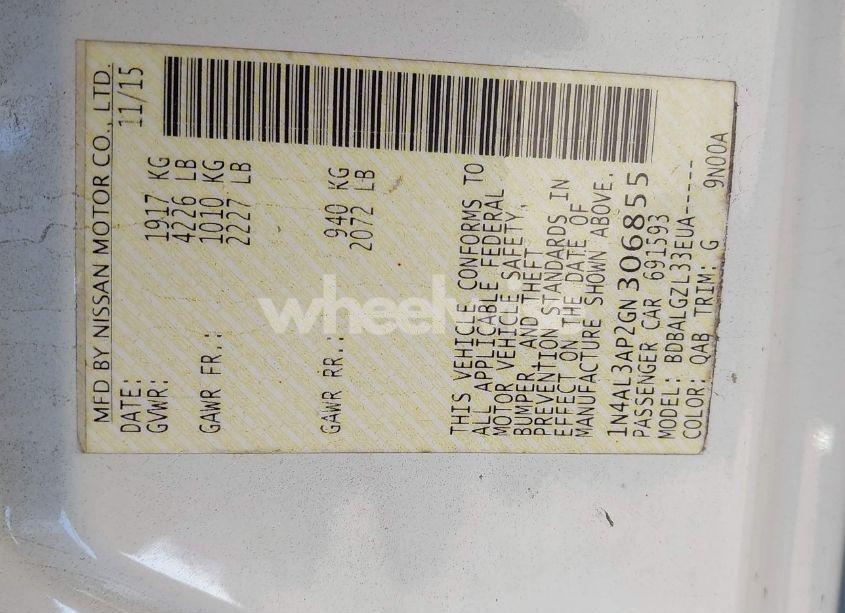 MFD BY NISSAN MOTOR CO., LTD.
DATE: 11/15
GVWR: 1917 KG
4226 LB
GAWR FR.: 1010 KG
2227 LB
GAWR RR.: 940 KG
2072 LB
THIS VEHICLE CONFORMS TO
ALL APPLICABLE FEDERAL
MOTOR VEHICLE SAFETY,
BUMPER, AND THEFT
PREVENTION STANDARDS IN
EFFECT ON THE DATE OF
MANUFACTURE SHOWN ABOVE.
1N4AL3AP2GN306855
PASSENGER CAR 691593
MODEL: BDBALGZL33EUA------
COLOR: QAB TRIM: G 9N00A